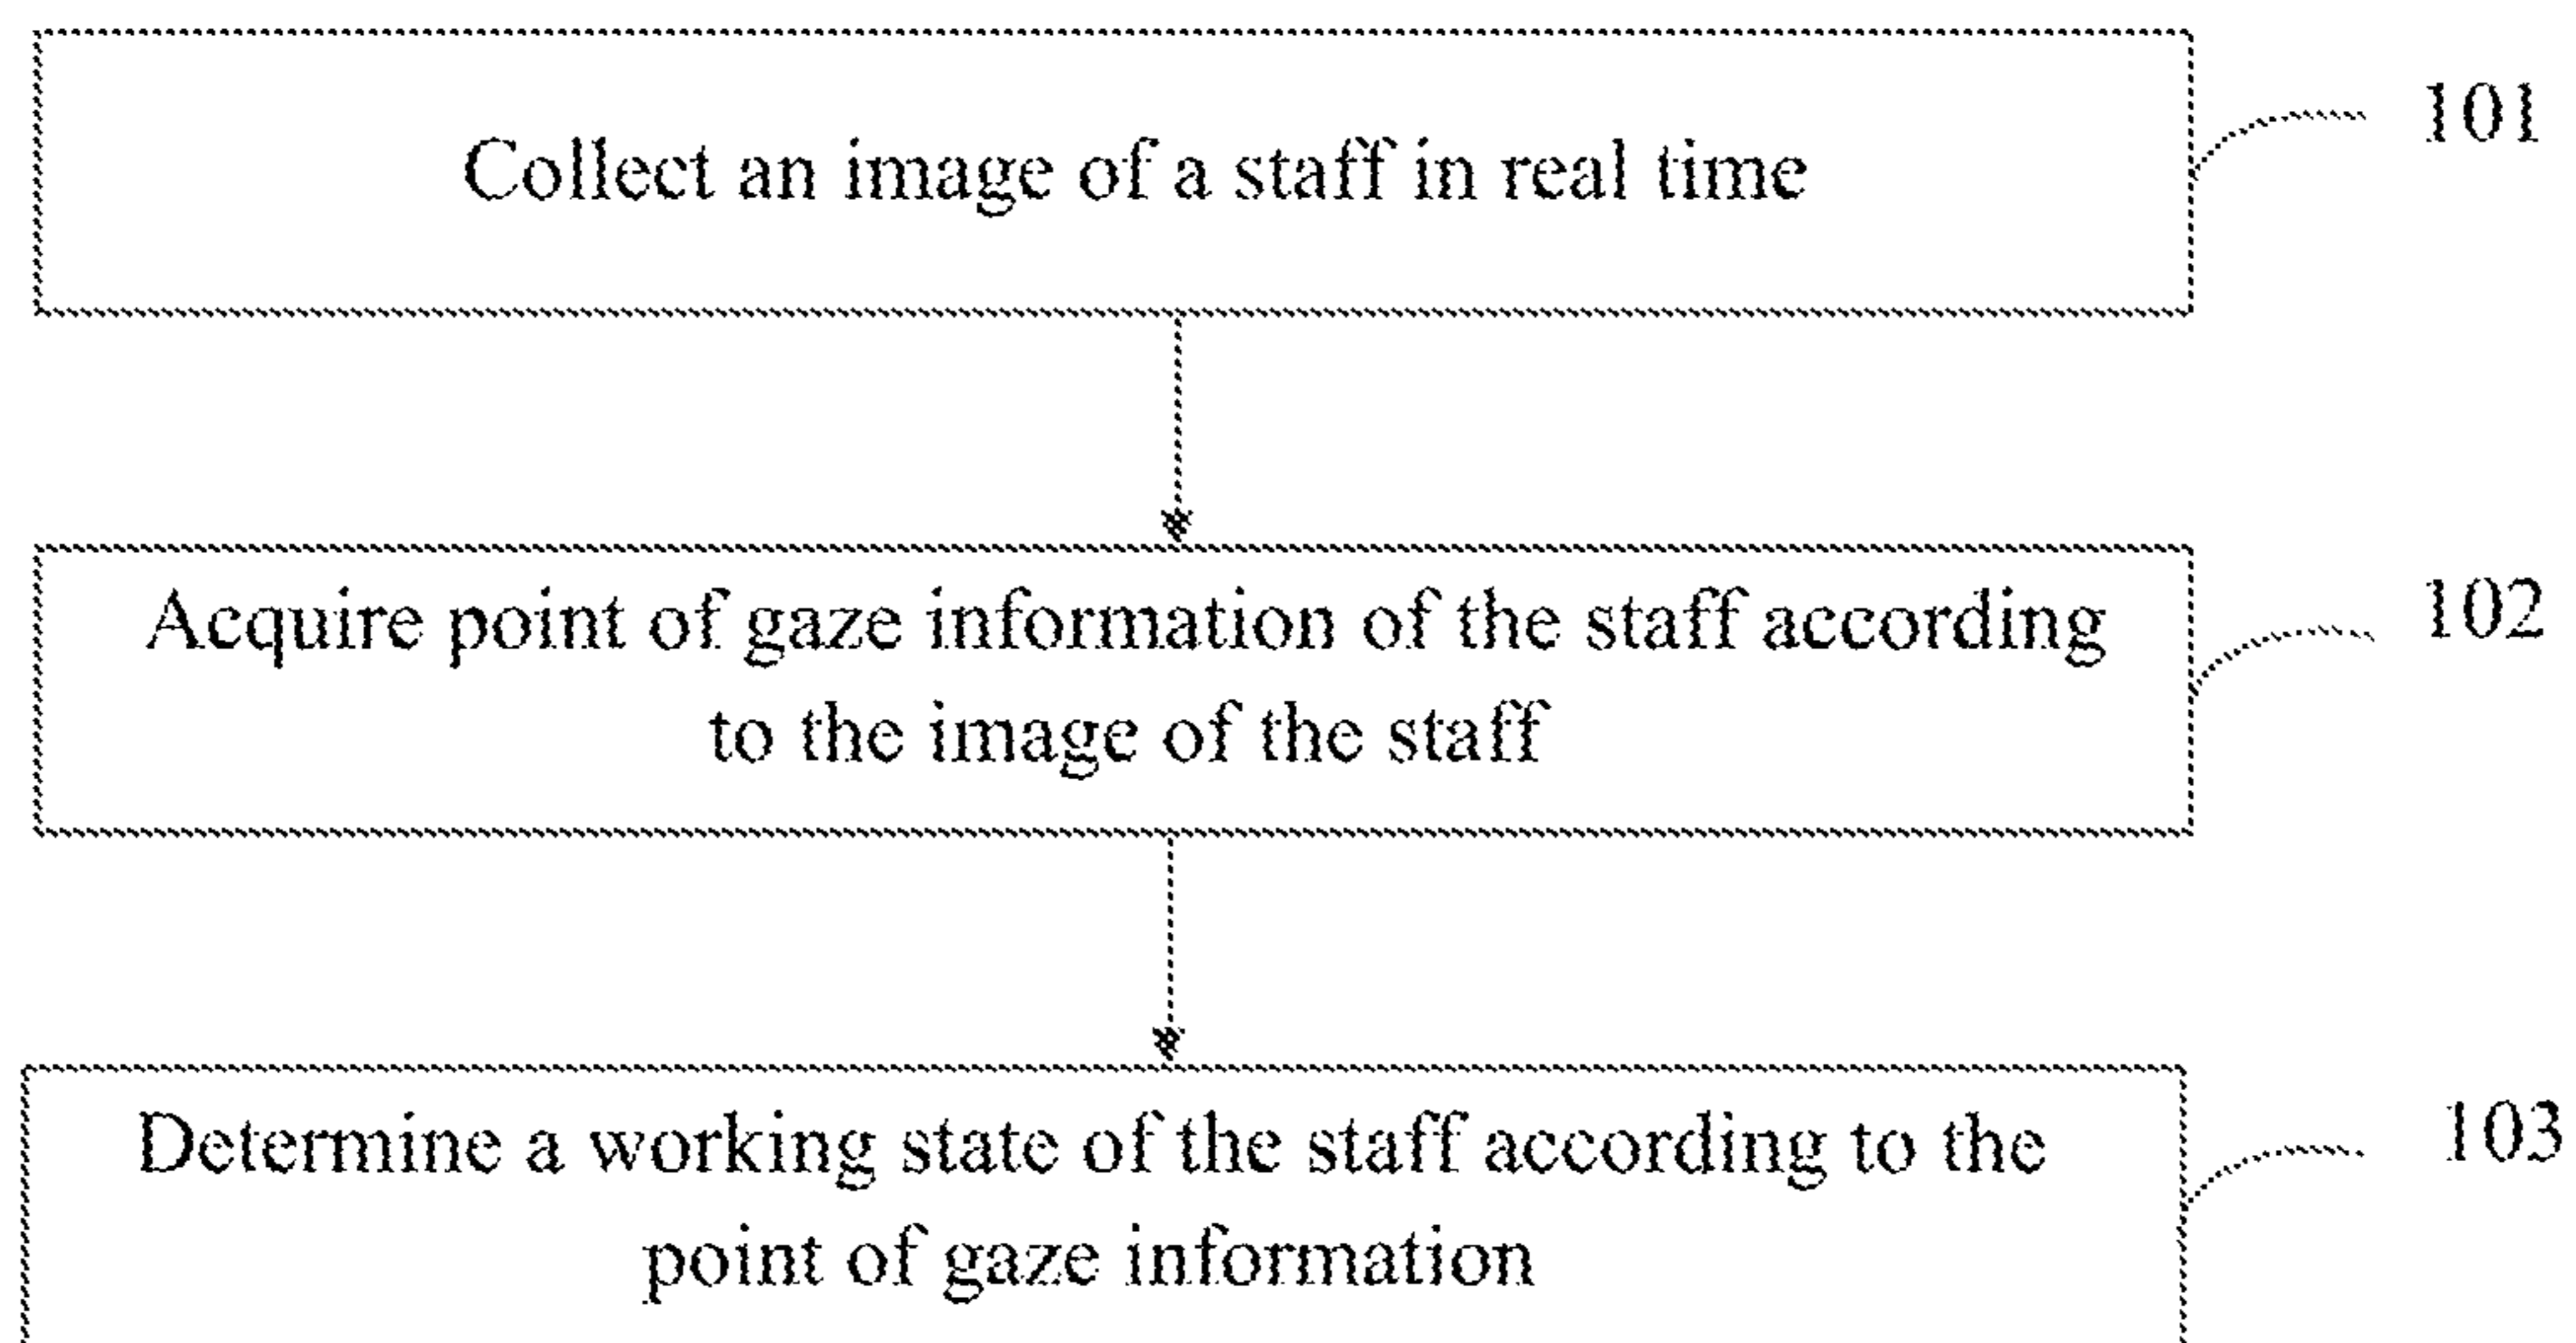 Collect an image of a staff in real time
101
Acquire point of gaze information of the staff according
to the image of the staff
102
Determine a working state of the staff according to the
point of gaze information
103